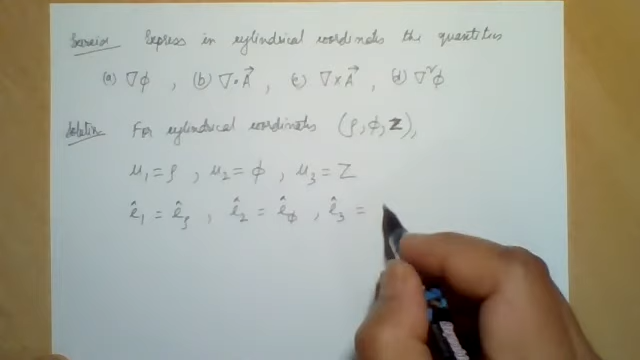 Exercise Express in cylindrical coordinates the quantities
(a) ∇ϕ , (b) ∇·A⃗ , (c) ∇×A⃗ , (d) ∇²ϕ
Solution For cylindrical coordinates (ρ, ϕ, Z),
u₁ = ρ , u₂ = ϕ , u₃ = Z
ê₁ = ê_ρ , ê₂ = ê_ϕ , ê₃ =